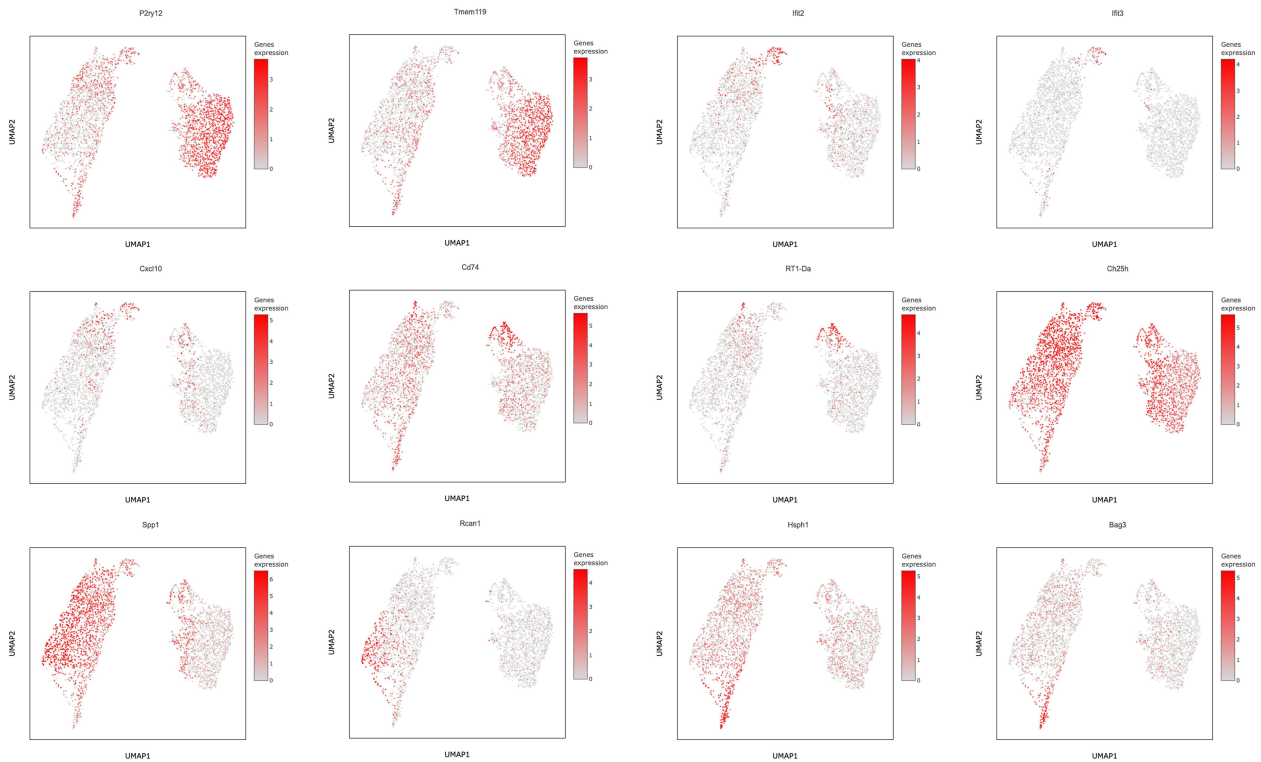 P2ry12
Genes
expression
3
2
1
0
UMAP2
UMAP1
Tmem119
Genes
expression
3
2
1
0
UMAP2
UMAP1
Ifit2
Genes
expression
4
3
2
1
0
UMAP2
UMAP1
Ifit3
Genes
expression
4
3
2
1
0
UMAP2
UMAP1
Cxcl10
Genes
expression
5
4
3
2
1
0
UMAP2
UMAP1
Cd74
Genes
expression
5
4
3
2
1
0
UMAP2
UMAP1
RT1-Da
Genes
expression
4
3
2
1
0
UMAP2
UMAP1
Ch25h
Genes
expression
5
4
3
2
1
0
UMAP2
UMAP1
Spp1
Genes
expression
6
5
4
3
2
1
0
UMAP2
UMAP1
Rcan1
Genes
expression
4
3
2
1
0
UMAP2
UMAP1
Hsph1
Genes
expression
5
4
3
2
1
0
UMAP2
UMAP1
Bag3
Genes
expression
5
4
3
2
1
0
UMAP2
UMAP1